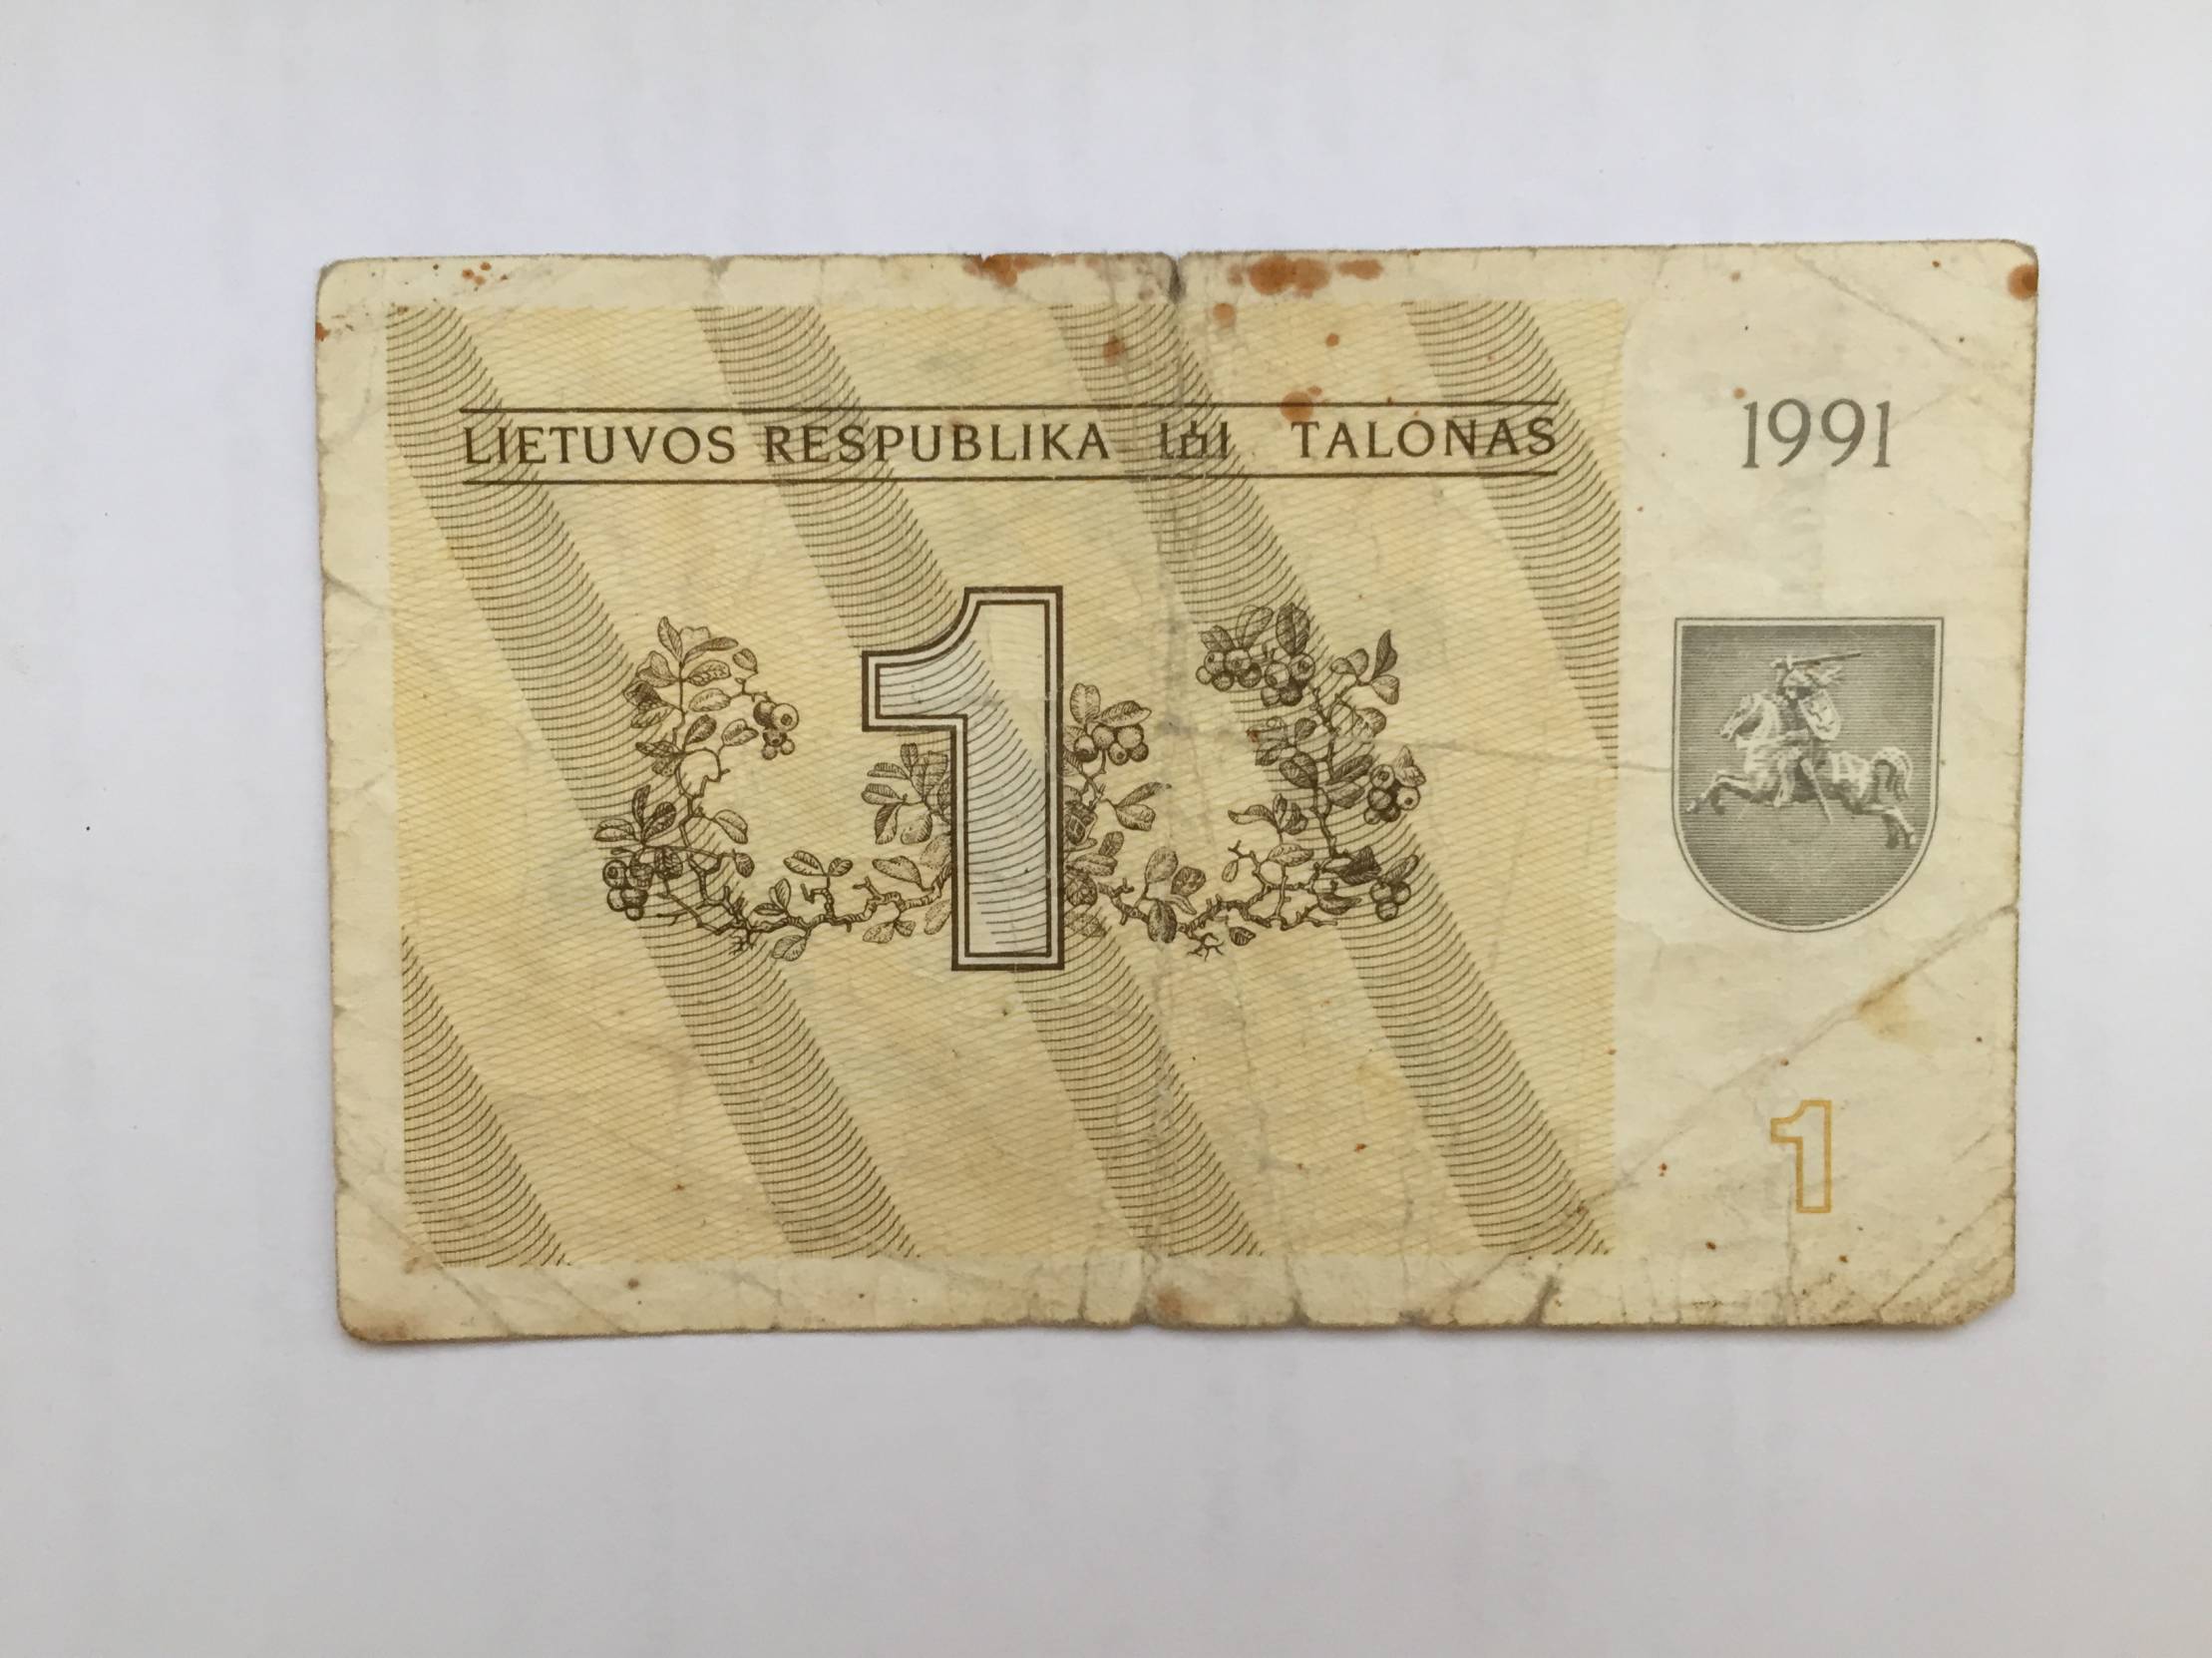 LIETUVOS RESPUBLIKA TALONAS
1991
1
1